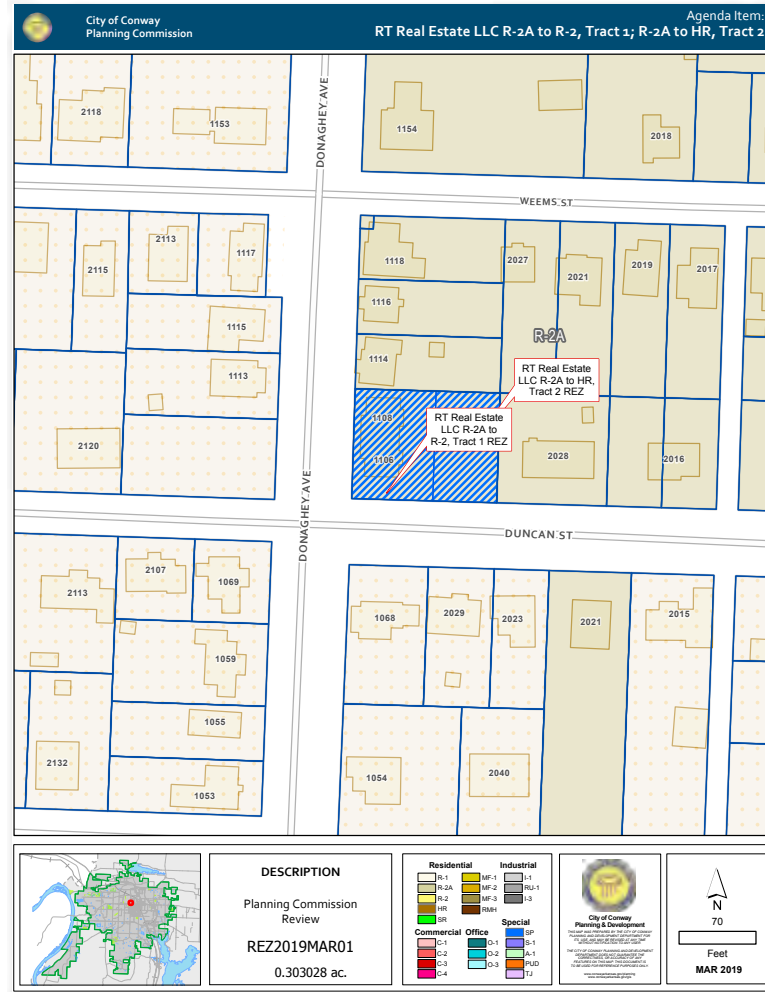 City of Conway
Planning Commission
Agenda Item:
RT Real Estate LLC R-2A to R-2, Tract 1; R-2A to HR, Tract 2
DONAGHEY AVE
2118
1153
1154
2018
WEEMS ST
2115
2113
1117
1115
1113
2120
1118
1116
1114
2027
2021
2019
2017
R-2A
RT Real Estate
LLC R-2A to HR,
Tract 2 REZ
RT Real Estate
LLC R-2A to
R-2, Tract 1 REZ
1108
1106
2028
2016
DONAGHEY AVE
DUNCAN ST
2113
2107
1069
1059
1055
2132
1053
1068
2029
2023
2021
2015
1054
2040
DESCRIPTION
Planning Commission
Review
REZ2019MAR01
0.303028 ac.
Residential
R-1
R-2A
R-2
HR
SR
MF-1
MF-2
MF-3
RMH
Industrial
I-1
RU-1
I-3
Commercial
C-1
C-2
C-3
C-4
Office
O-1
O-2
O-3
Special
SP
S-1
A-1
PUD
TJ
City of Conway
Planning & Development
N
70
Feet
MAR 2019